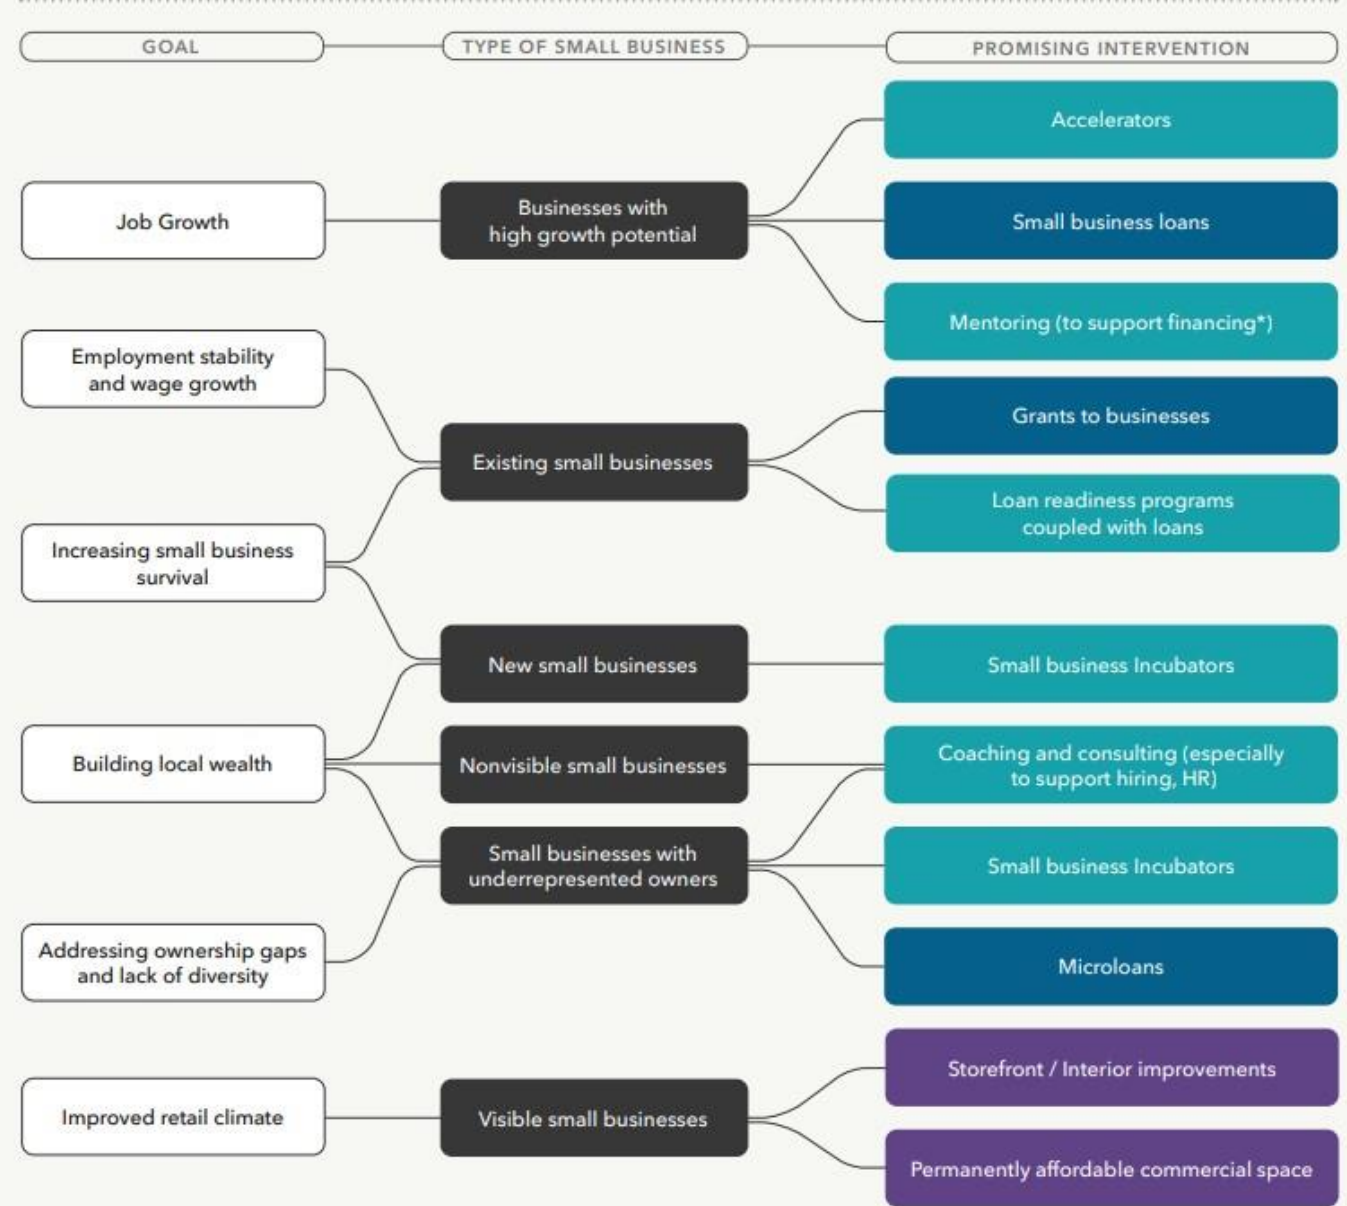 GOAL
TYPE OF SMALL BUSINESS
PROMISING INTERVENTION
Accelerators
Job Growth
Businesses with
high growth potential
Small business loans
Mentoring (to support financing*)
Employment stability
and wage growth
Grants to businesses
Existing small businesses
Loan readiness programs
coupled with loans
Increasing small business
survival
New small businesses
Small business Incubators
Building local wealth
Nonvisible small businesses
Coaching and consulting (especially
to support hiring, HR)
Small businesses with
underrepresented owners
Small business Incubators
Addressing ownership gaps
and lack of diversity
Microloans
Storefront / Interior improvements
Improved retail climate
Visible small businesses
Permanently affordable commercial space